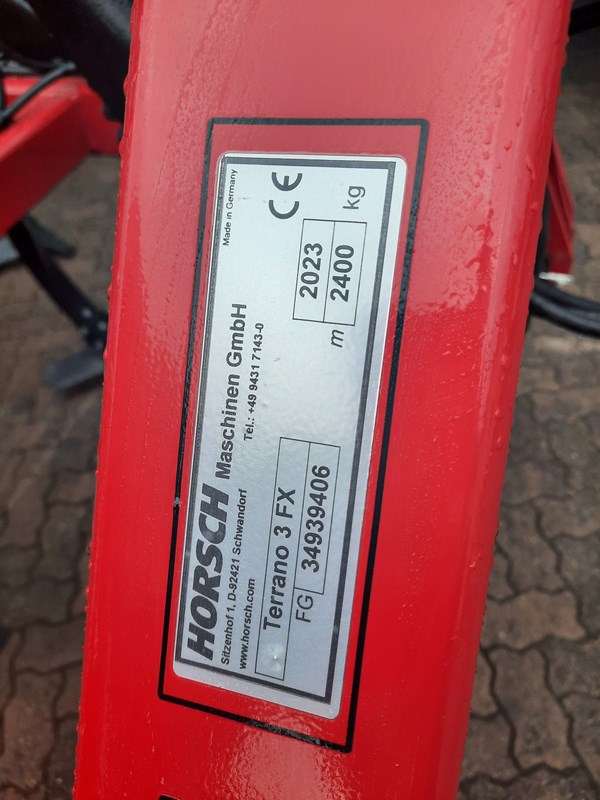 HORSCH Maschinen GmbH
Made in Germany
Sitzenhof 1, D-92421 Schwandorf Tel.: +49 9431 7143-0
www.horsch.com
CE
Terrano 3 FX 2023
FG 34939406 m 2400 kg